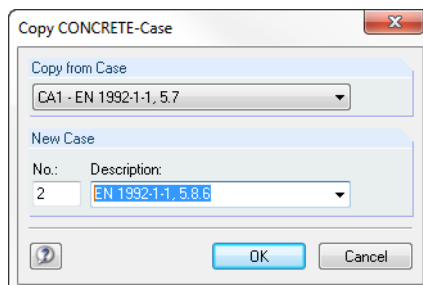 Copy CONCRETE-Case
Copy from Case
CA1 - EN 1992-1-1, 5.7
New Case
No.: Description:
2 EN 1992-1-1, 5.8.6
OK Cancel